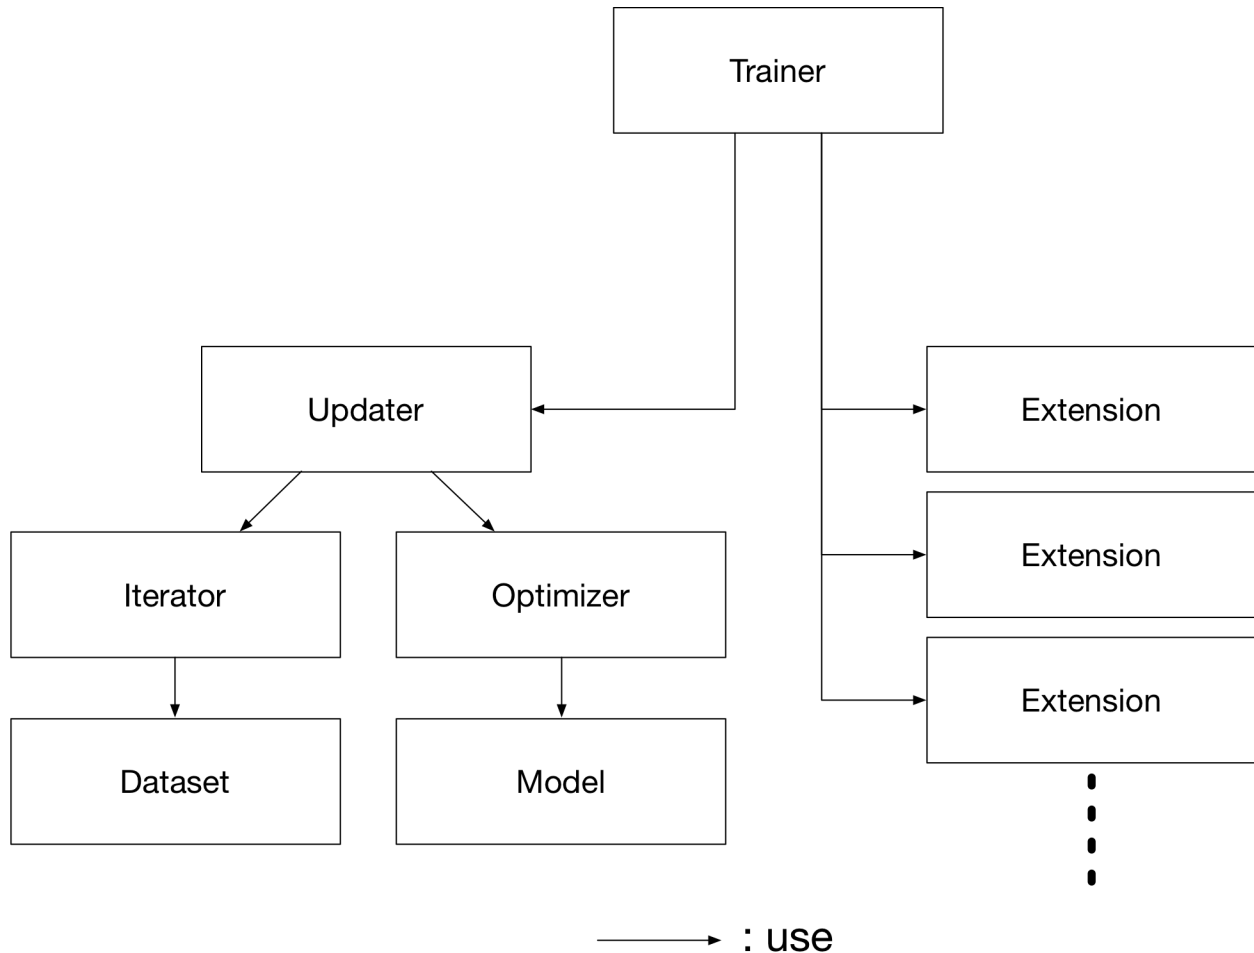 Trainer
Updater
Extension
Iterator
Optimizer
Extension
Extension
Dataset
Model
: use